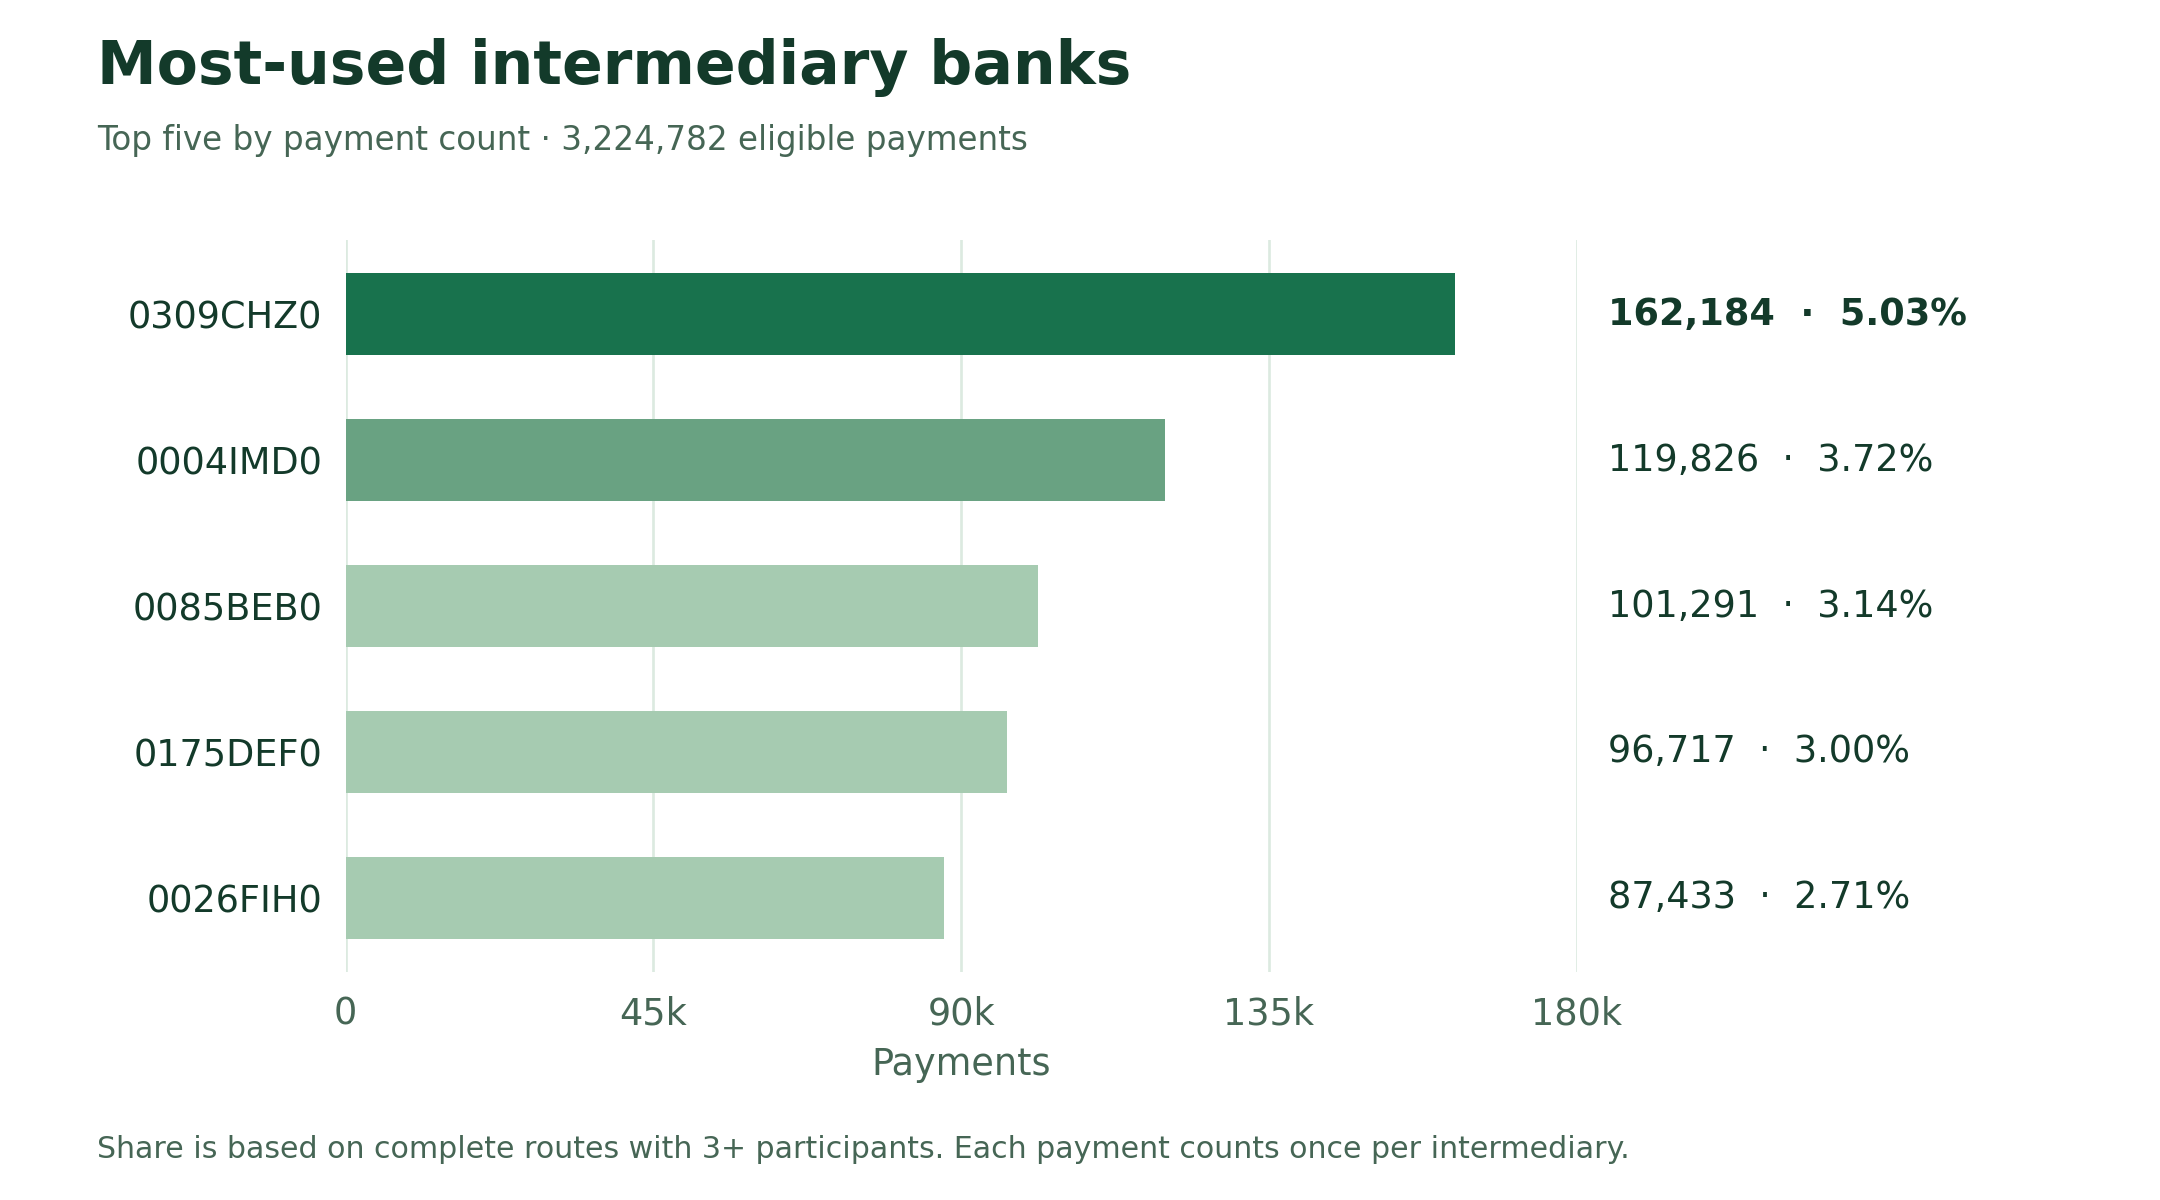 Most-used intermediary banks
Top five by payment count · 3,224,782 eligible payments
0309CHZ0 162,184 · 5.03%
0004IMD0 119,826 · 3.72%
0085BEB0 101,291 · 3.14%
0175DEF0 96,717 · 3.00%
0026FIH0 87,433 · 2.71%
0 45k 90k 135k 180k
Payments
Share is based on complete routes with 3+ participants. Each payment counts once per intermediary.